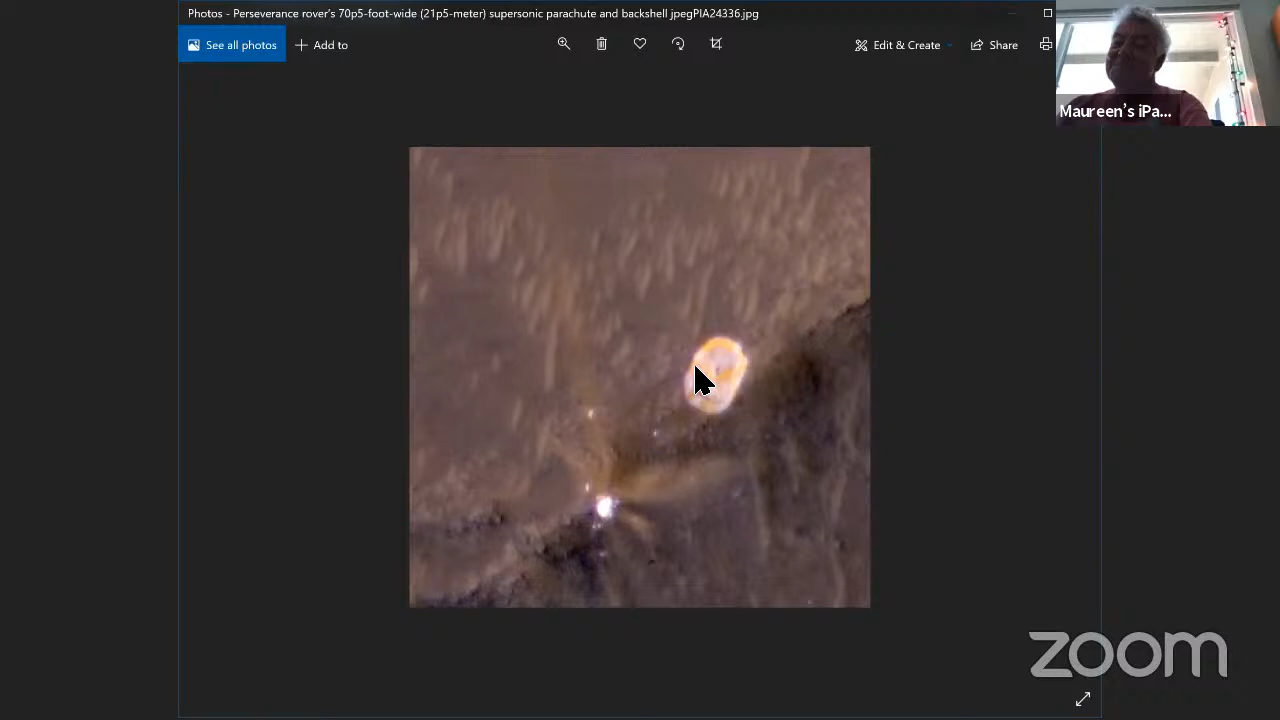 Photos - Perseverance rover's 70p5-foot-wide (21p5-meter) supersonic parachute and backshell jpegPIA24336.jpg
See all photos
Add to
Edit & Create
Share
Maureen's iPa...
zoom